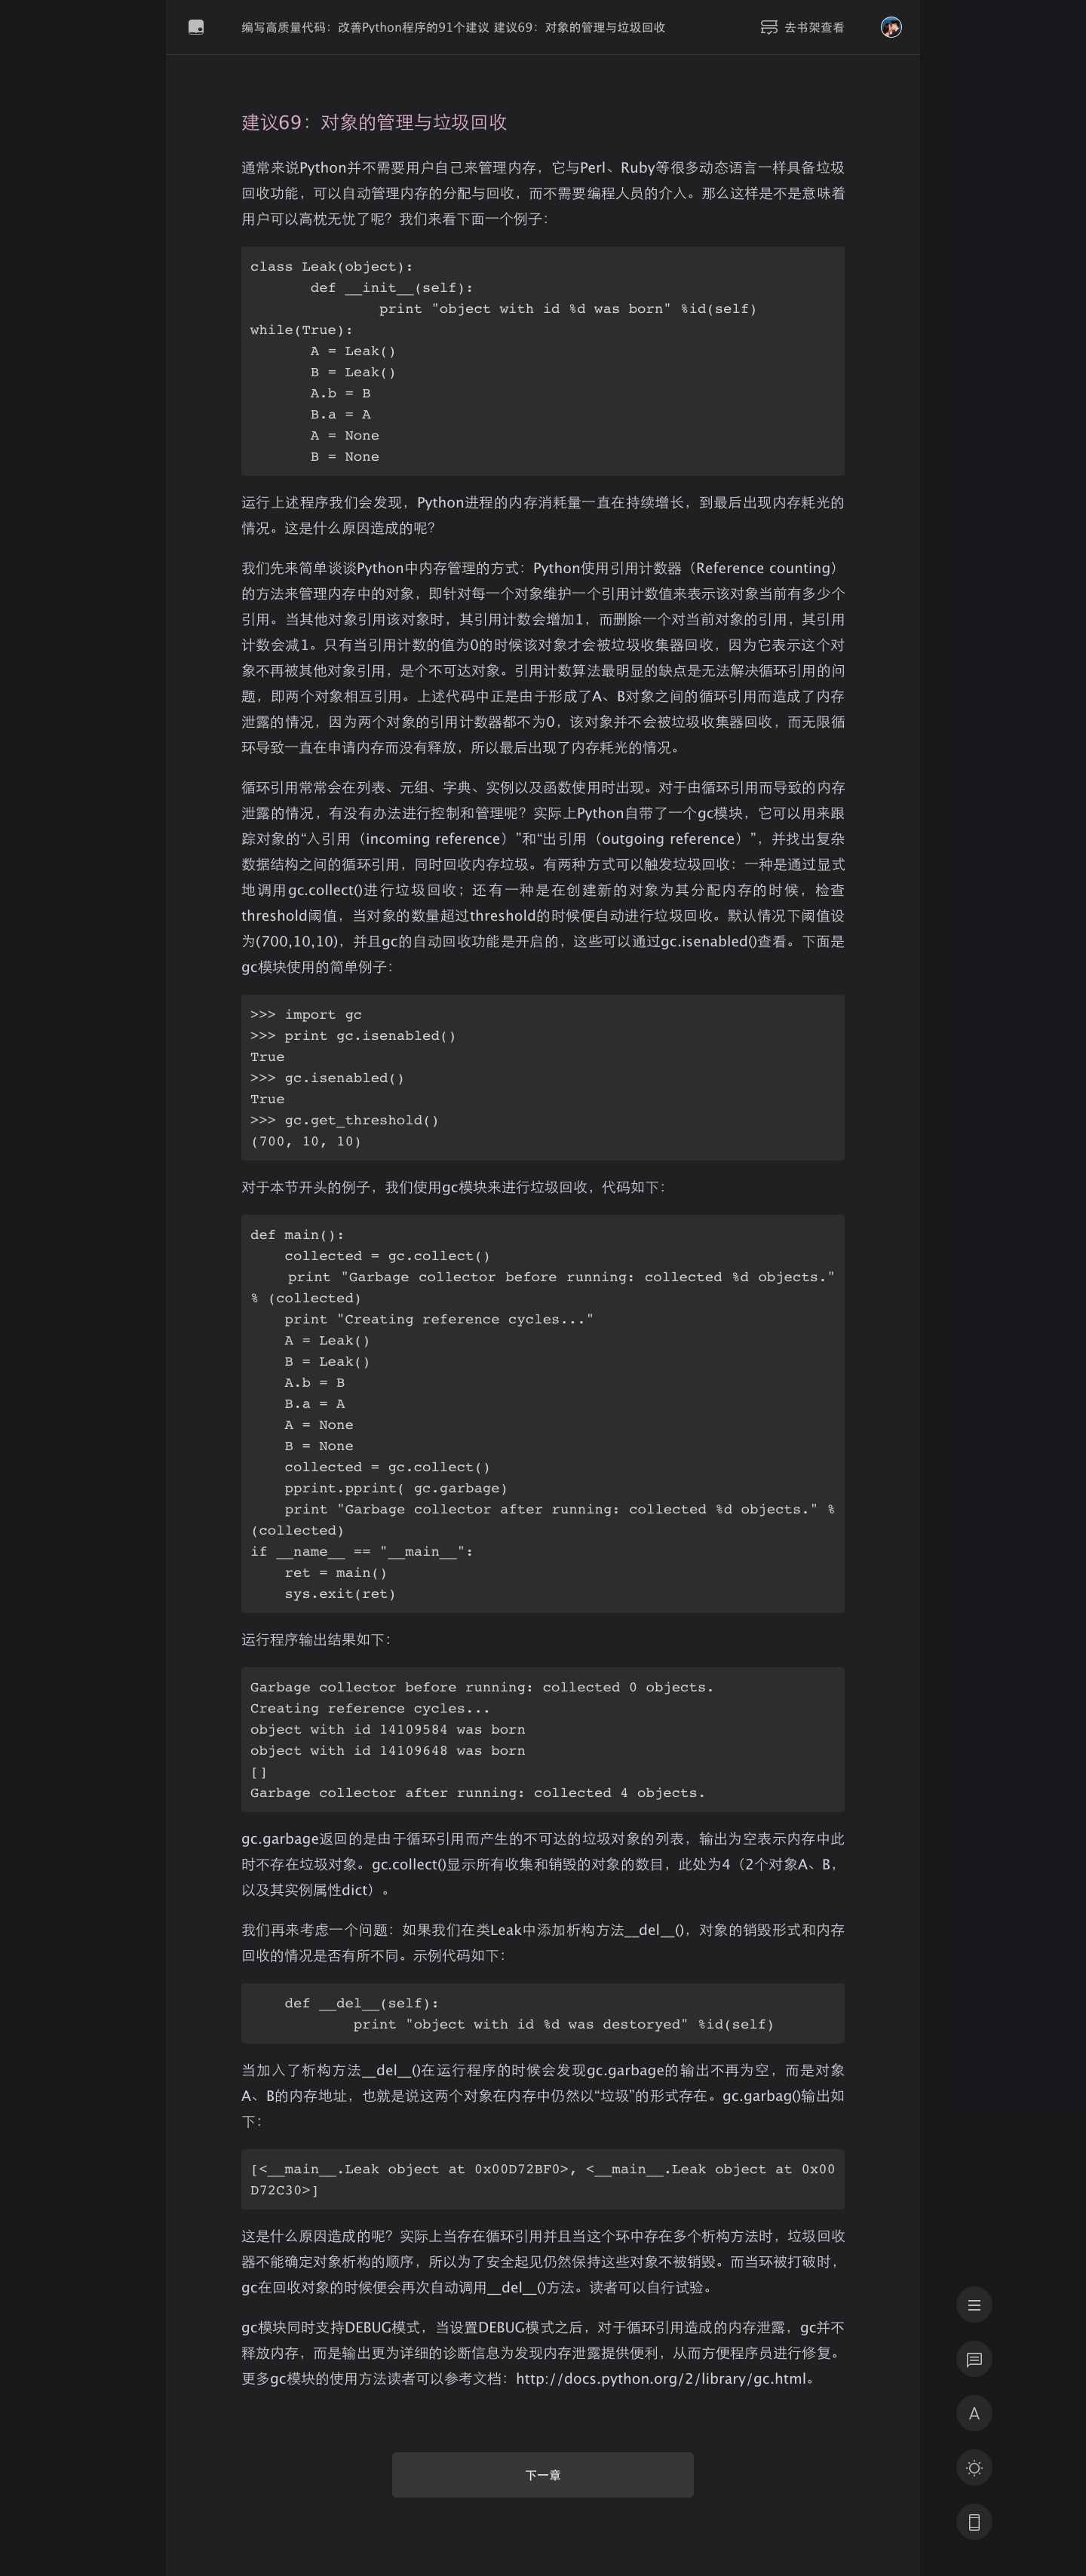 编写高质量代码：改善Python程序的91个建议 建议69：对象的管理与垃圾回收
去书架查看
建议69：对象的管理与垃圾回收
通常来说Python并不需要用户自己来管理内存，它与Perl、Ruby等很多动态语言一样具备垃圾
回收功能，可以自动管理内存的分配与回收，而不需要编程人员的介入。那么这样是不是意味着
用户可以高枕无忧了呢？我们来看下面一个例子：
class Leak(object):
       def __init__(self):
               print "object with id %d was born" %id(self)
while(True):
       A = Leak()
       B = Leak()
       A.b = B
       B.a = A
       A = None
       B = None
运行上述程序我们会发现，Python进程的内存消耗量一直在持续增长，到最后出现内存耗光的
情况。这是什么原因造成的呢？
我们先来简单谈谈Python中内存管理的方式：Python使用引用计数器（Reference counting）
的方法来管理内存中的对象，即针对每一个对象维护一个引用计数值来表示该对象当前有多少个
引用。当其他对象引用该对象时，其引用计数会增加1，而删除一个对当前对象的引用，其引用
计数会减1。只有当引用计数的值为0的时候该对象才会被垃圾收集器回收，因为它表示这个对
象不再被其他对象引用，是个不可达对象。引用计数算法最明显的缺点是无法解决循环引用的问
题，即两个对象相互引用。上述代码中正是由于形成了A、B对象之间的循环引用而造成了内存
泄露的情况，因为两个对象的引用计数器都不为0，该对象并不会被垃圾收集器回收，而无限循
环导致一直在申请内存而没有释放，所以最后出现了内存耗光的情况。
循环引用常常会在列表、元组、字典、实例以及函数使用时出现。对于由循环引用而导致的内存
泄露的情况，有没有办法进行控制和管理呢？实际上Python自带了一个gc模块，它可以用来跟
踪对象的“入引用（incoming reference）”和“出引用（outgoing reference）”，并找出复杂
数据结构之间的循环引用，同时回收内存垃圾。有两种方式可以触发垃圾回收：一种是通过显式
地调用gc.collect()进行垃圾回收；还有一种是在创建新的对象为其分配内存的时候，检查
threshold阈值，当对象的数量超过threshold的时候便自动进行垃圾回收。默认情况下阈值设
为(700,10,10)，并且gc的自动回收功能是开启的，这些可以通过gc.isenabled()查看。下面是
gc模块使用的简单例子：
>>> import gc
>>> print gc.isenabled()
True
>>> gc.isenabled()
True
>>> gc.get_threshold()
(700, 10, 10)
对于本节开头的例子，我们使用gc模块来进行垃圾回收，代码如下：
def main():
    collected = gc.collect()
    print "Garbage collector before running: collected %d objects."
% (collected)
    print "Creating reference cycles..."
    A = Leak()
    B = Leak()
    A.b = B
    B.a = A
    A = None
    B = None
    collected = gc.collect()
    pprint.pprint( gc.garbage)
    print "Garbage collector after running: collected %d objects." %
(collected)
if __name__ == "__main__":
    ret = main()
    sys.exit(ret)
运行程序输出结果如下：
Garbage collector before running: collected 0 objects.
Creating reference cycles...
object with id 14109584 was born
object with id 14109648 was born
[]
Garbage collector after running: collected 4 objects.
gc.garbage返回的是由于循环引用而产生的不可达的垃圾对象的列表，输出为空表示内存中此
时不存在垃圾对象。gc.collect()显示所有收集和销毁的对象的数目，此处为4（2个对象A、B，
以及其实例属性dict）。
我们再来考虑一个问题：如果我们在类Leak中添加析构方法__del__()，对象的销毁形式和内存
回收的情况是否有所不同。示例代码如下：
    def __del__(self):
            print "object with id %d was destoryed" %id(self)
当加入了析构方法__del__()在运行程序的时候会发现gc.garbage的输出不再为空，而是对象
A、B的内存地址，也就是说这两个对象在内存中仍然以“垃圾”的形式存在。gc.garbag()输出如
下：
[<__main__.Leak object at 0x00D72BF0>, <__main__.Leak object at 0x00
D72C30>]
这是什么原因造成的呢？实际上当存在循环引用并且当这个环中存在多个析构方法时，垃圾回收
器不能确定对象析构的顺序，所以为了安全起见仍然保持这些对象不被销毁。而当环被打破时，
gc在回收对象的时候便会再次自动调用__del__()方法。读者可以自行试验。
gc模块同时支持DEBUG模式，当设置DEBUG模式之后，对于循环引用造成的内存泄露，gc并不
释放内存，而是输出更为详细的诊断信息为发现内存泄露提供便利，从而方便程序员进行修复。
更多gc模块的使用方法读者可以参考文档：http://docs.python.org/2/library/gc.html。
A
下一章